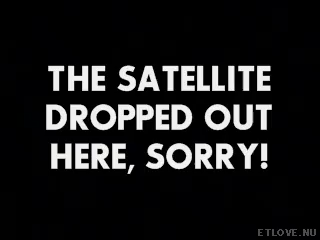 THE SATELLITE
DROPPED OUT
HERE, SORRY!
ETLOVE.NU